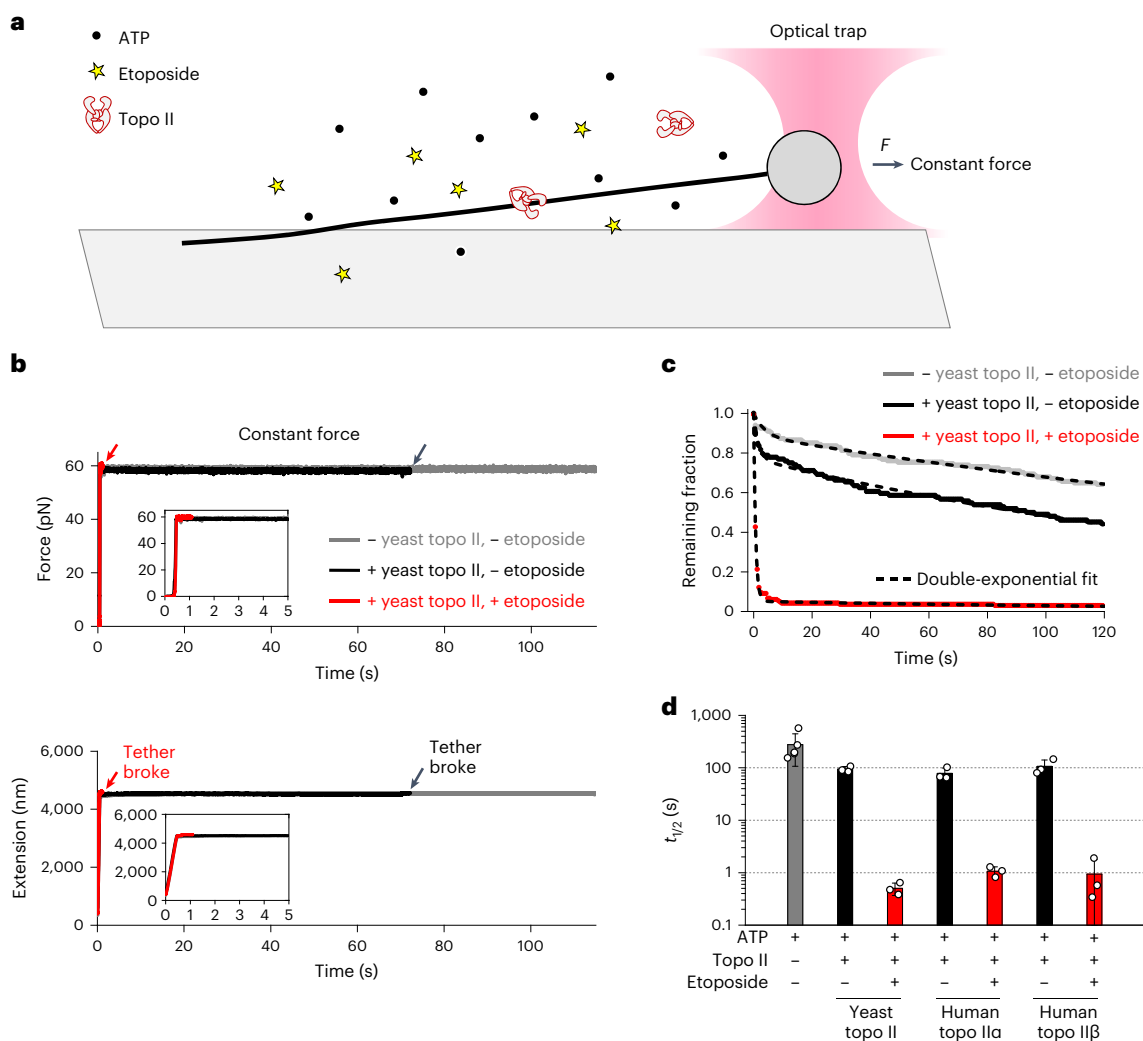 a
ATP
Etoposide
Topo II
Optical trap
F
Constant force
b
Constant force
Force (pN)
60
40
20
0
60
40
20
0
0 1 2 3 4 5
– yeast topo II, – etoposide
+ yeast topo II, – etoposide
+ yeast topo II, + etoposide
0 20 40 60 80 100
Time (s)
Extension (nm)
6,000
4,000
2,000
0
Tether
broke
Tether
broke
6,000
4,000
2,000
0
0 1 2 3 4 5
0 20 40 60 80 100
Time (s)
c
– yeast topo II, – etoposide
+ yeast topo II, – etoposide
+ yeast topo II, + etoposide
Remaining fraction
1.0
0.8
0.6
0.4
0.2
0
Double-exponential fit
0 20 40 60 80 100 120
Time (s)
d
t1/2 (s)
1,000
100
10
1
0.1
ATP + + + + + + +
Topo II – + + + + + +
Etoposide – – + – + – +
Yeast
topo II
Human
topo IIα
Human
topo IIβ